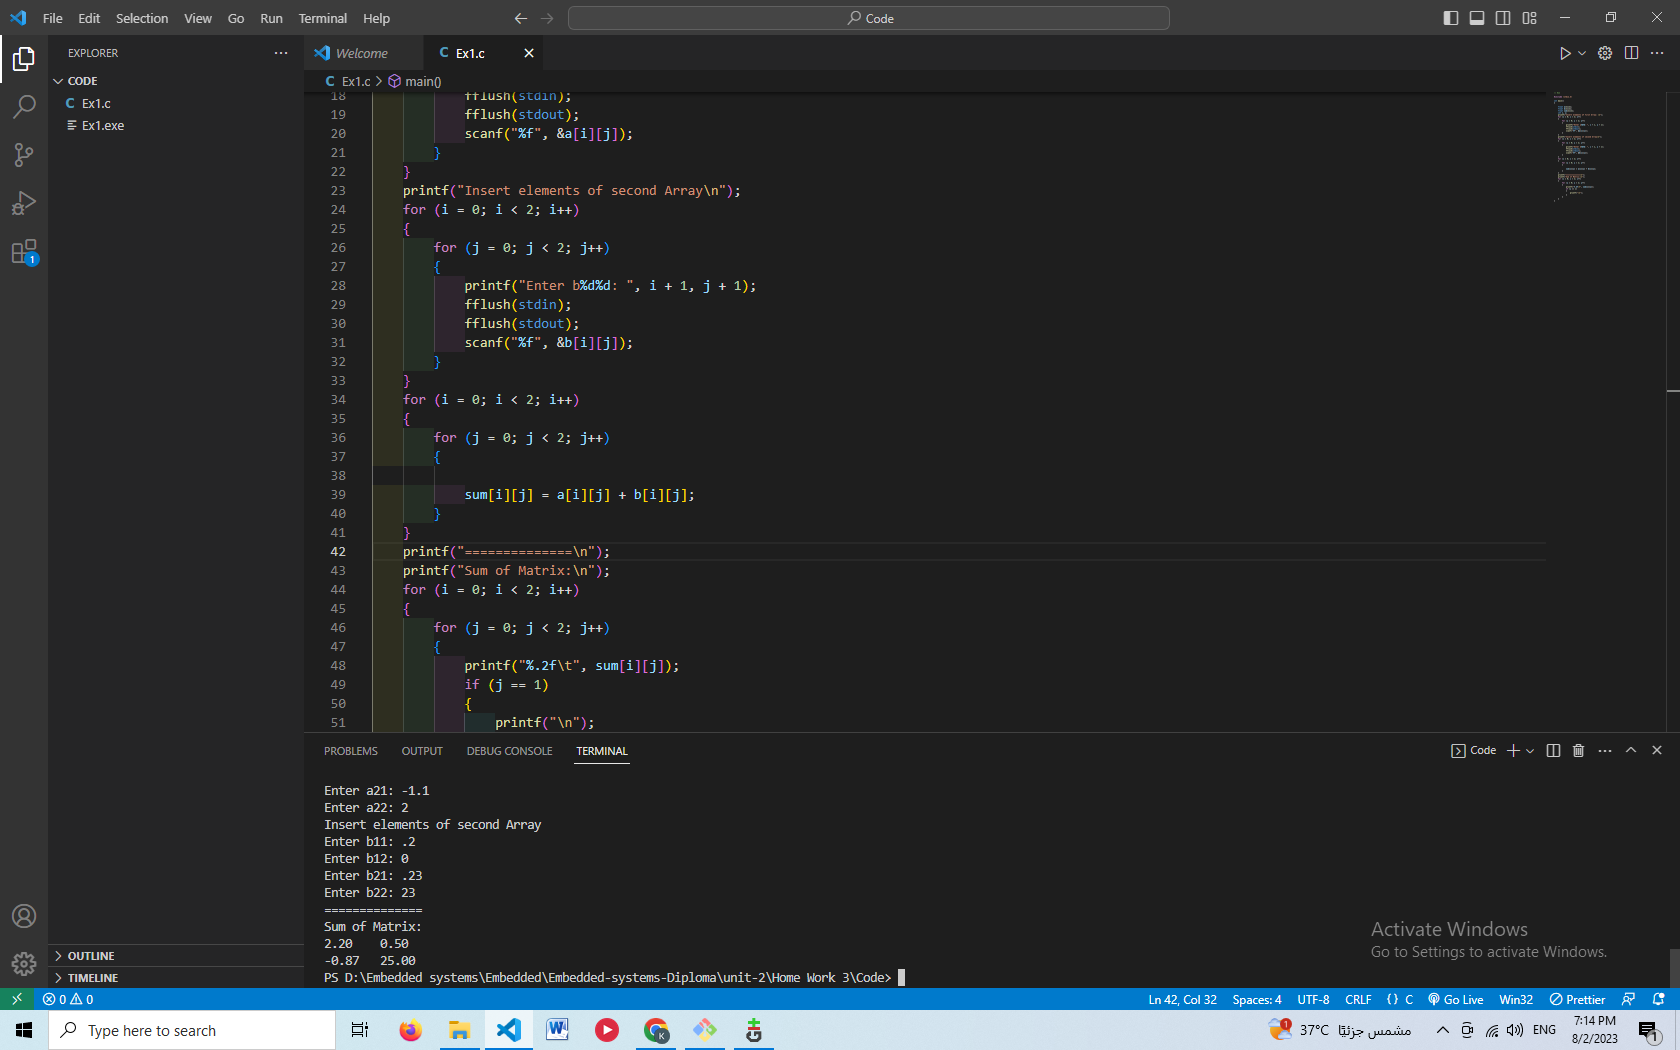 File Edit Selection View Go Run Terminal Help
Code
EXPLORER
CODE
C Ex1.c
Ex1.exe
OUTLINE
TIMELINE
1
Welcome
C Ex1.c
C Ex1.c > main()
18 fflush(stdin);
19 fflush(stdout);
20 scanf("%f", &a[i][j]);
21 }
22 }
23 printf("Insert elements of second Array\n");
24 for (i = 0; i < 2; i++)
25 {
26 for (j = 0; j < 2; j++)
27 {
28 printf("Enter b%d%d: ", i + 1, j + 1);
29 fflush(stdin);
30 fflush(stdout);
31 scanf("%f", &b[i][j]);
32 }
33 }
34 for (i = 0; i < 2; i++)
35 {
36 for (j = 0; j < 2; j++)
37 {
38
39 sum[i][j] = a[i][j] + b[i][j];
40 }
41 }
42 printf("==============\n");
43 printf("Sum of Matrix:\n");
44 for (i = 0; i < 2; i++)
45 {
46 for (j = 0; j < 2; j++)
47 {
48 printf("%.2f\t", sum[i][j]);
49 if (j == 1)
50 {
51 printf("\n");
PROBLEMS OUTPUT DEBUG CONSOLE TERMINAL
Code
Enter a21: -1.1
Enter a22: 2
Insert elements of second Array
Enter b11: .2
Enter b12: 0
Enter b21: .23
Enter b22: 23
==============
Sum of Matrix:
2.20 0.50
-0.87 25.00
PS D:\Embedded systems\Embedded\Embedded-systems-Diploma\unit-2\Home Work 3\Code>
Activate Windows
Go to Settings to activate Windows.
0 0
Ln 42, Col 32 Spaces: 4 UTF-8 CRLF {} C Go Live Win32 Prettier
Type here to search
W
K
1
37°C مشمس جزئيًا
ENG
7:14 PM
8/2/2023
1